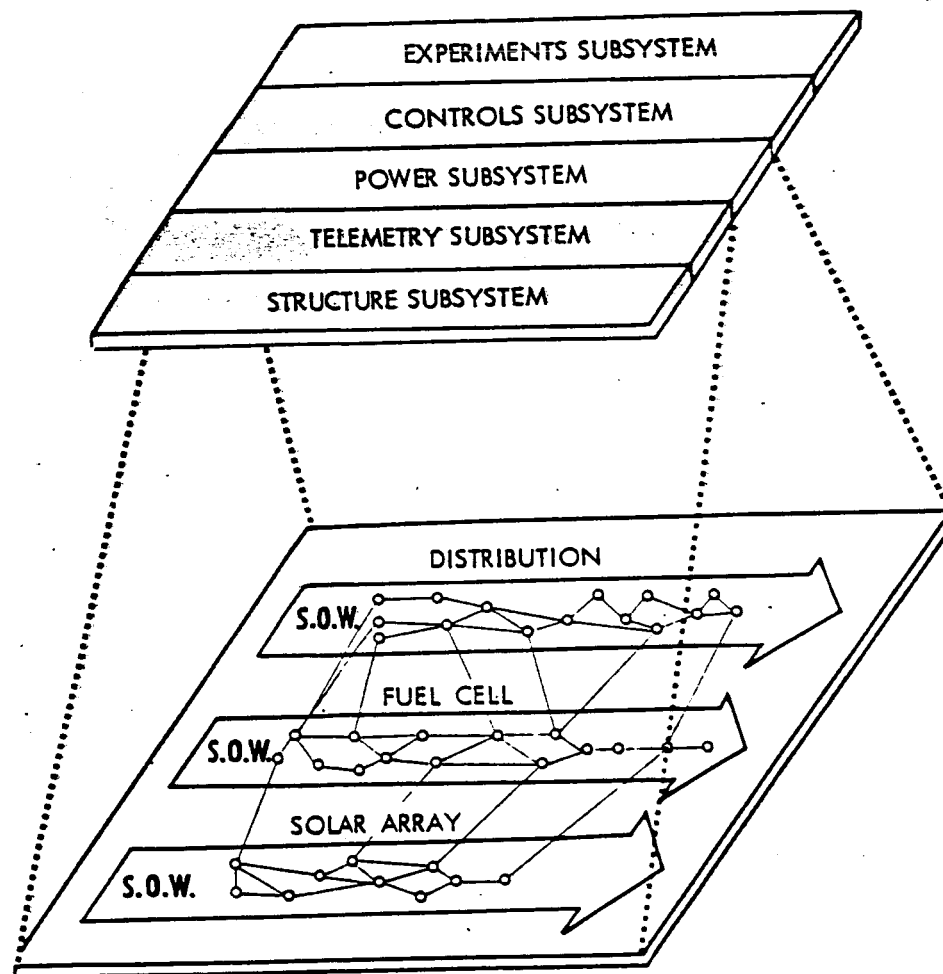 EXPERIMENTS SUBSYSTEM
CONTROLS SUBSYSTEM
POWER SUBSYSTEM
TELEMETRY SUBSYSTEM
STRUCTURE SUBSYSTEM
DISTRIBUTION
S.O.W.
FUEL CELL
S.O.W.
SOLAR ARRAY
S.O.W.